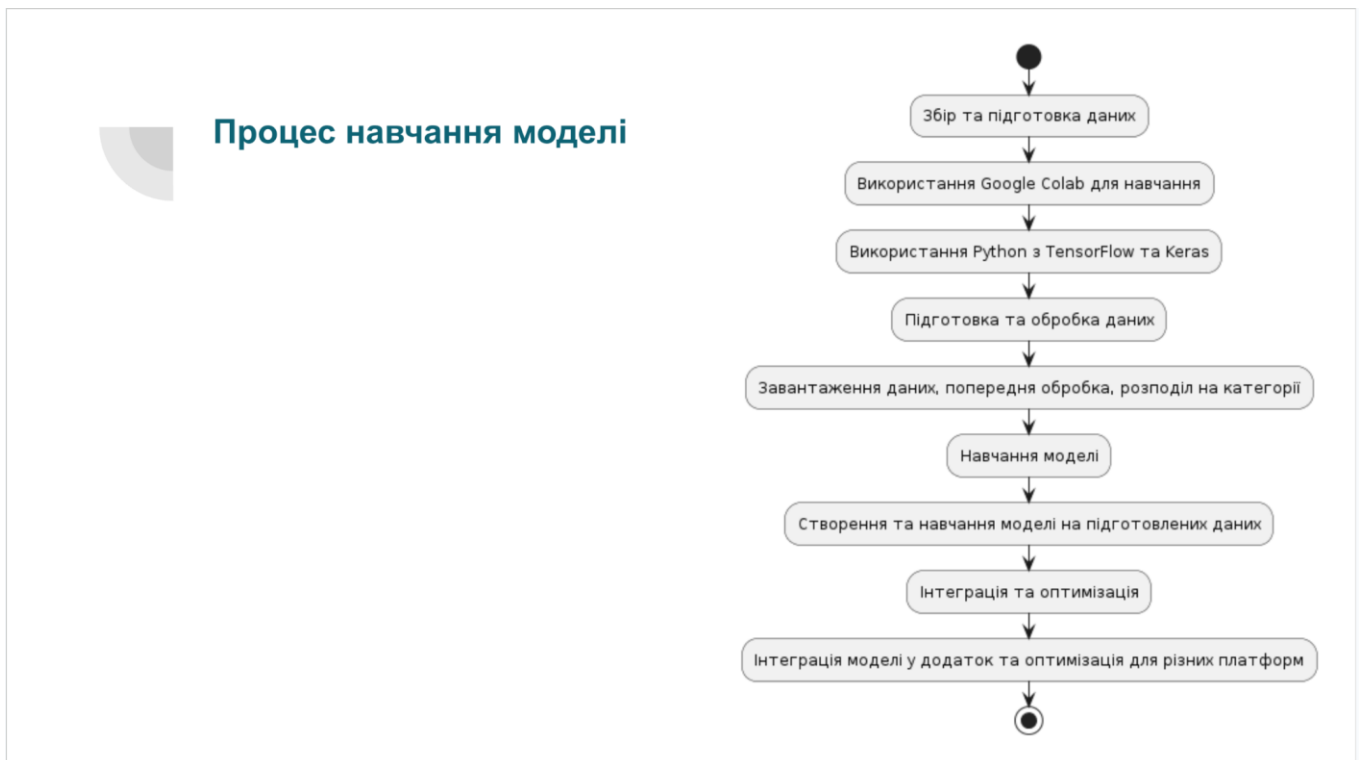 Процес навчання моделі
Збір та підготовка даних
Використання Google Colab для навчання
Використання Python з TensorFlow та Keras
Підготовка та обробка даних
Завантаження даних, попередня обробка, розподіл на категорії
Навчання моделі
Створення та навчання моделі на підготовлених даних
Інтеграція та оптимізація
Інтеграція моделі у додаток та оптимізація для різних платформ